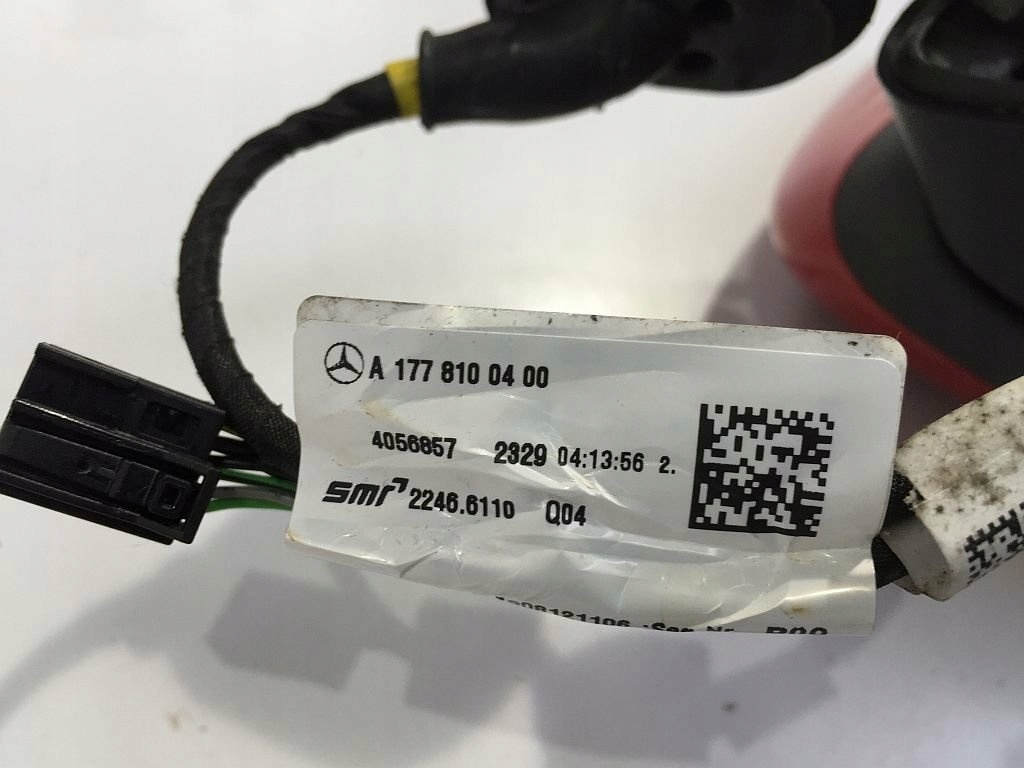 A 177 810 04 00
4056857 2329 04:13:56 2.
smr 2246.6110 Q04